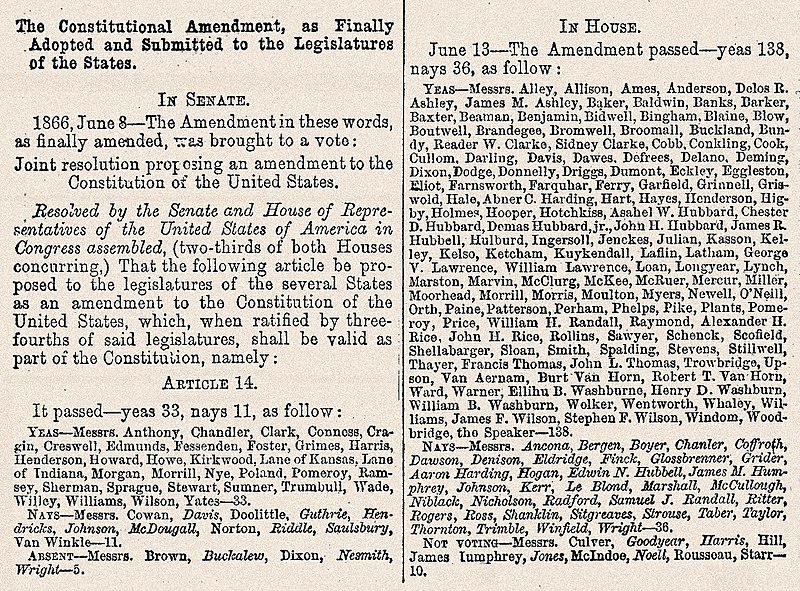 The Constitutional Amendment, as Finally
Adopted and Submitted to the Legislatures
of the States.
IN SENATE.
1866, June 8—The Amendment in these words,
as finally amended, was brought to a vote:
Joint resolution proposing an amendment to the
Constitution of the United States.
Resolved by the Senate and House of Repre-
sentatives of the United States of America in
Congress assembled, (two-thirds of both Houses
concurring,) That the following article be pro-
posed to the legislatures of the several States
as an amendment to the Constitution of the
United States, which, when ratified by three-
fourths of said legislatures, shall be valid as
part of the Constitution, namely:
ARTICLE 14.
It passed—yeas 33, nays 11, as follow:
YEAS—Messrs. Anthony, Chandler, Clark, Conness, Cra-
gin, Creswell, Edmunds, Fessenden, Foster, Grimes, Harris,
Henderson, Howard, Howe, Kirkwood, Lane of Kansas, Lane
of Indiana, Morgan, Morrill, Nye, Poland, Pomeroy, Ram-
sey, Sherman, Sprague, Stewart, Sumner, Trumbull, Wade,
Willey, Williams, Wilson, Yates—33.
NAYS—Messrs. Cowan, Davis, Doolittle, Guthrie, Hen-
dricks, Johnson, McDougall, Norton, Riddle, Saulsbury,
Van Winkle—11.
ABSENT—Messrs. Brown, Buckalew, Dixon, Nesmith,
Wright—5.
IN HOUSE.
June 13—The Amendment passed—yeas 138,
nays 36, as follow:
YEAS—Messrs. Alley, Allison, Ames, Anderson, Delos R.
Ashley, James M. Ashley, Baker, Baldwin, Banks, Barker,
Baxter, Beaman, Benjamin, Bidwell, Bingham, Blaine, Blow,
Boutwell, Brandegee, Bromwell, Broomall, Buckland, Bun-
dy, Reader W. Clarke, Sidney Clarke, Cobb, Conkling, Cook,
Cullom, Darling, Davis, Dawes, Defrees, Delano, Deming,
Dixon, Dodge, Donnelly, Driggs, Dumont, Eckley, Eggleston,
Eliot, Farnsworth, Farquhar, Ferry, Garfield, Grinnell, Gris-
wold, Hale, Abner C. Harding, Hart, Hayes, Henderson, Hig-
by, Holmes, Hooper, Hotchkiss, Asahel W. Hubbard, Chester
D. Hubbard, Demas Hubbard, jr., John H. Hubbard, James R.
Hubbell, Hulburd, Ingersoll, Jenckes, Julian, Kasson, Kel-
ley, Kelso, Ketcham, Kuykendall, Laflin, Latham, George
V. Lawrence, William Lawrence, Loan, Longyear, Lynch,
Marston, Marvin, McClurg, McKee, McRuer, Mercur, Miller,
Moorhead, Morrill, Morris, Moulton, Myers, Newell, O'Neill,
Orth, Paine, Patterson, Perham, Phelps, Pike, Plants, Pome-
roy, Price, William H. Randall, Raymond, Alexander H.
Rice, John H. Rice, Rollins, Sawyer, Schenck, Scofield,
Shellabarger, Sloan, Smith, Spalding, Stevens, Stillwell,
Thayer, Francis Thomas, John L. Thomas, Trowbridge, Up-
son, Van Aernam, Burt Van Horn, Robert T. Van Horn,
Ward, Warner, Ellihu B. Washburne, Henry D. Washburn,
William B. Washburn, Welker, Wentworth, Whaley, Wil-
liams, James F. Wilson, Stephen F. Wilson, Windom, Wood-
bridge, the Speaker—138.
NAYS—Messrs. Ancona, Bergen, Boyer, Chanler, Coffroth,
Dawson, Denison, Eldridge, Finck, Glossbrenner, Grider,
Aaron Harding, Hogan, Edwin N. Hubbell, James M. Hum-
phrey, Johnson, Kerr, Le Blond, Marshall, McCullough,
Niblack, Nicholson, Radford, Samuel J. Randall, Ritter,
Rogers, Ross, Shanklin, Sitgreaves, Strouse, Taber, Taylor,
Thornton, Trimble, Winfield, Wright—36.
NOT VOTING—Messrs. Culver, Goodyear, Harris, Hill,
James Iumphrey, Jones, McIndoe, Noell, Rousseau, Starr—
10.